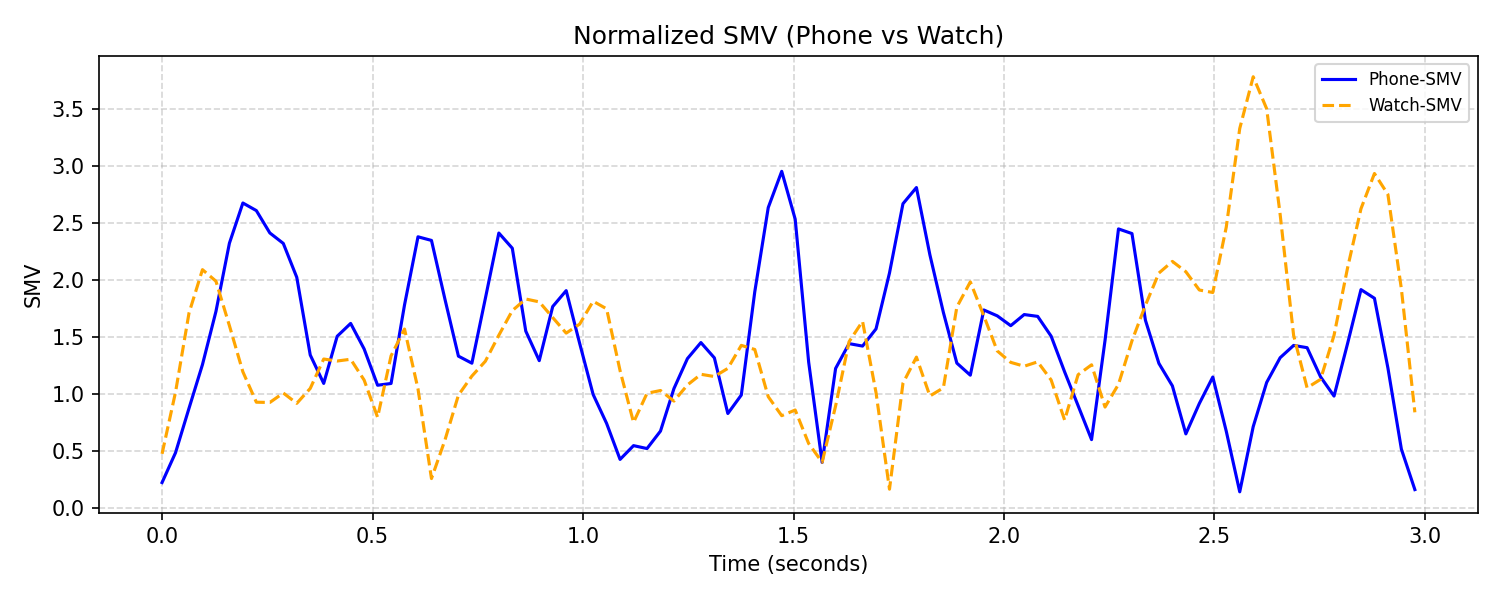 Normalized SMV (Phone vs Watch)
Phone-SMV
Watch-SMV
3.5
3.0
2.5
2.0
1.5
1.0
0.5
0.0
SMV
0.0 0.5 1.0 1.5 2.0 2.5 3.0
Time (seconds)